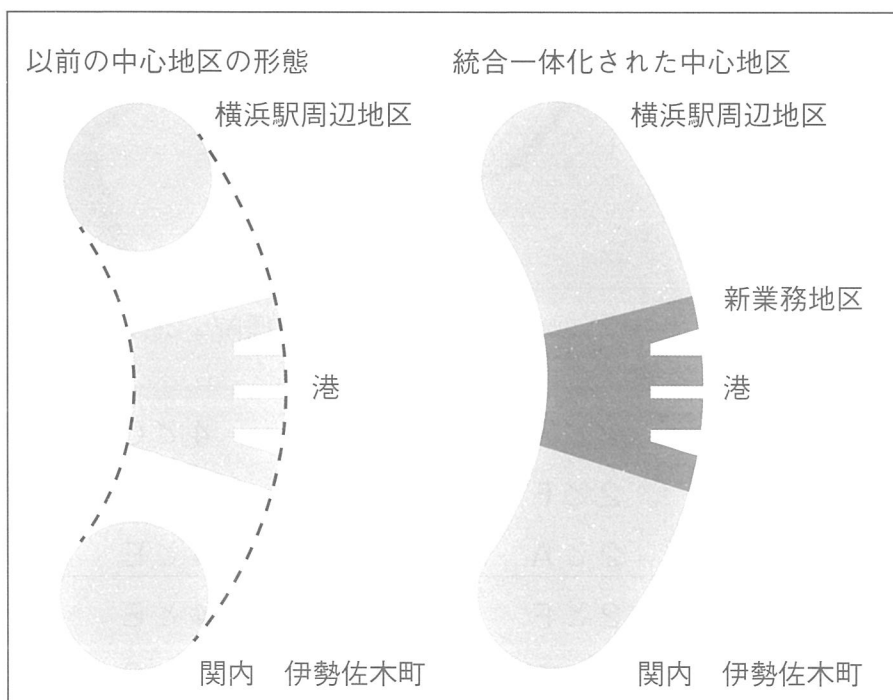 以前の中心地区の形態
横浜駅周辺地区
港
関内　伊勢佐木町
統合一体化された中心地区
横浜駅周辺地区
新業務地区
港
関内　伊勢佐木町